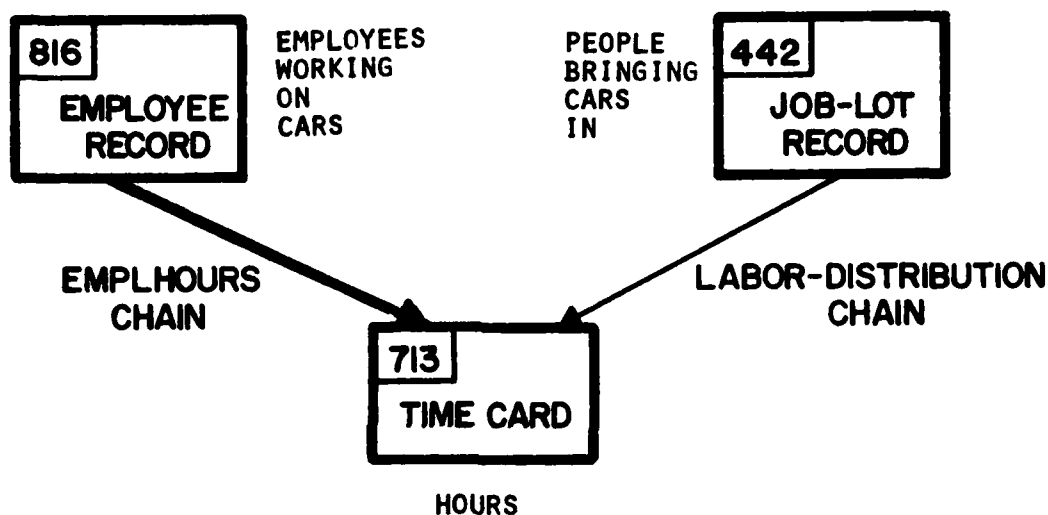 816
EMPLOYEE
RECORD
EMPLOYEES
WORKING
ON
CARS
PEOPLE
BRINGING
CARS
IN
442
JOB-LOT
RECORD
EMPLHOURS
CHAIN
LABOR-DISTRIBUTION
CHAIN
713
TIME CARD
HOURS